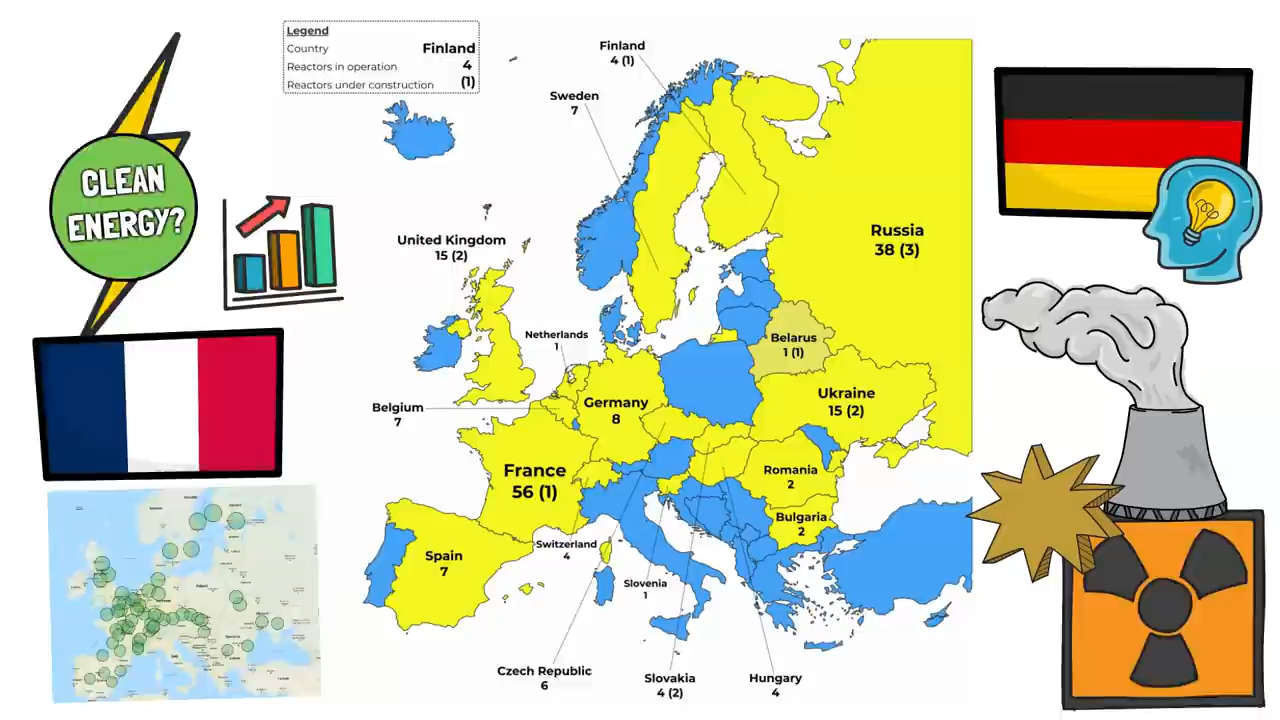 Legend
Country Finland
Reactors in operation 4
Reactors under construction (1)
CLEAN
ENERGY?
Finland
4 (1)
Sweden
7
Russia
38 (3)
United Kingdom
15 (2)
Netherlands
1
Belarus
1 (1)
Belgium
7
Germany
8
Ukraine
15 (2)
France
56 (1)
Romania
2
Bulgaria
2
Spain
7
Switzerland
4
Slovenia
1
Czech Republic
6
Slovakia
4 (2)
Hungary
4